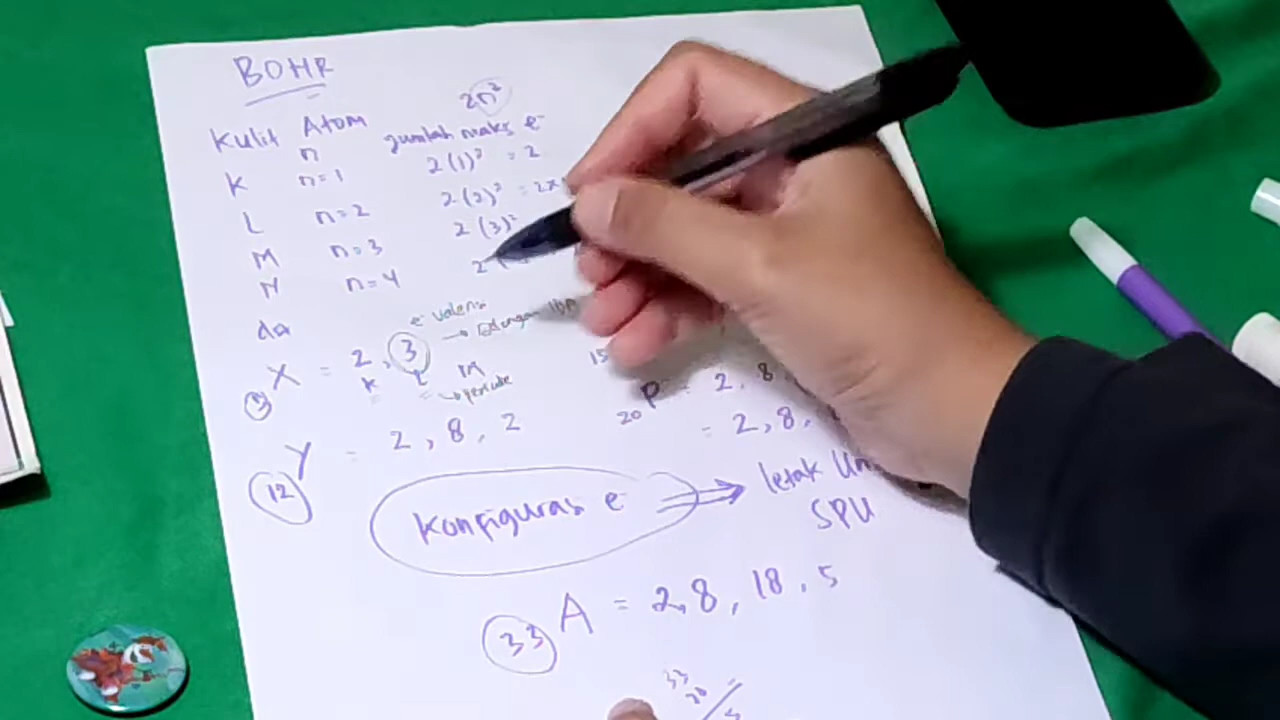 BOHR
2n²
Kulit Atom
Jumlah maks e⁻
n
K n=1 2(1)² = 2
L n=2 2(2)² = 2x
M n=3 2(3)²
N n=4 2
e⁻ valensi
X = 2, 3
K L M
→ periode
15 P = 2, 8,
12 Y = 2, 8, 2
20 = 2, 8,
Konfigurasi e⁻ ⇒ letak
SPU
33 A = 2, 8, 18, 5
33